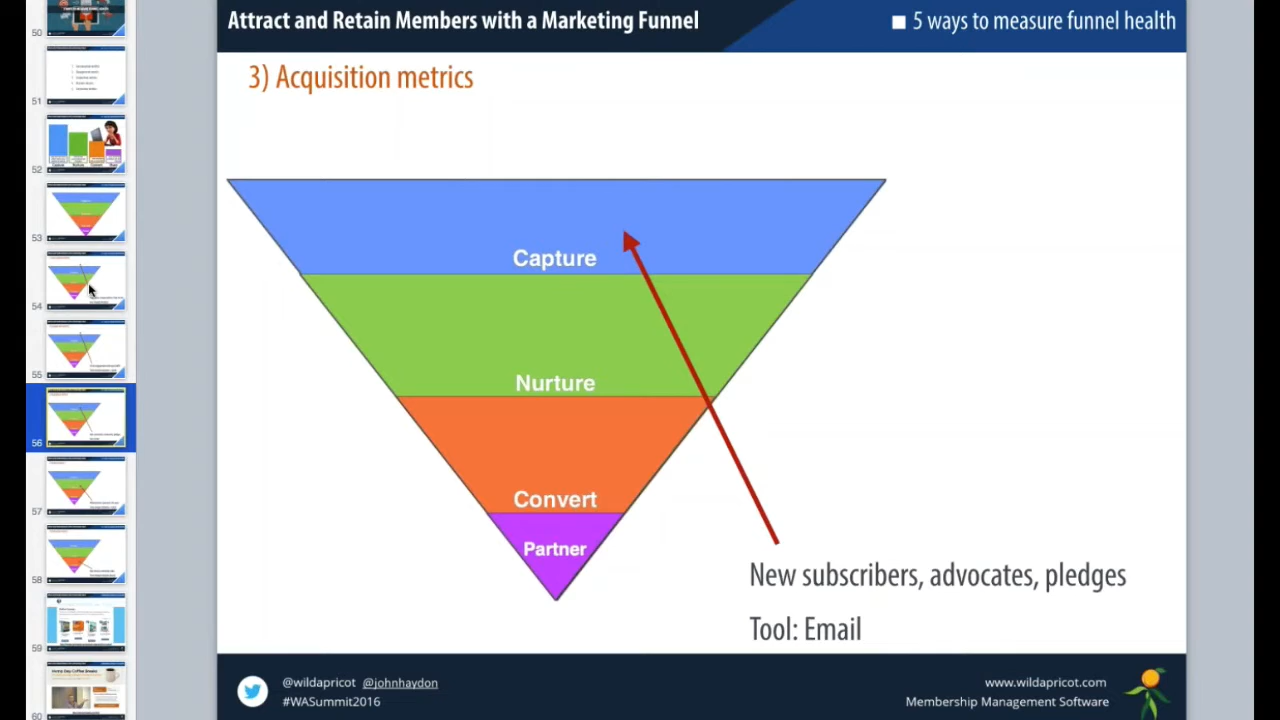 Attract and Retain Members with a Marketing Funnel
5 ways to measure funnel health
3) Acquisition metrics
Capture
Nurture
Convert
Partner
New subscribers, advocates, pledges
Tool: Email
@wildapricot @johnhaydon
#WASummit2016
www.wildapricot.com
Membership Management Software
50
51
52
53
54
55
56
57
58
59
60